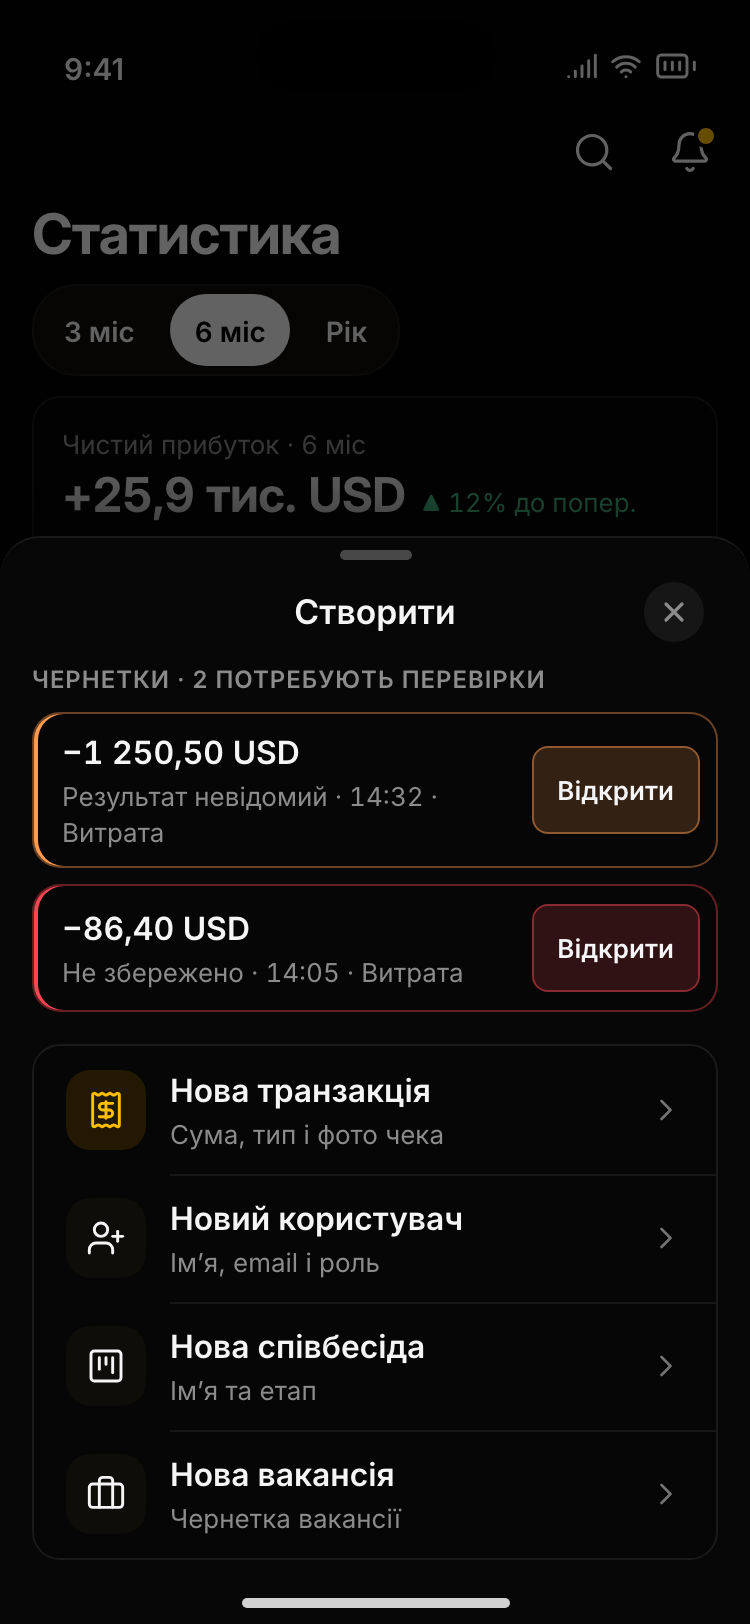 9:41
Статистика
3 міс
6 міс
Рік
Чистий прибуток · 6 міс
+25,9 тис. USD ▲ 12% до попер.
Створити
ЧЕРНЕТКИ · 2 ПОТРЕБУЮТЬ ПЕРЕВІРКИ
−1 250,50 USD
Результат невідомий · 14:32 ·
Витрата
Відкрити
−86,40 USD
Не збережено · 14:05 · Витрата
Відкрити
Нова транзакція
Сума, тип і фото чека
Новий користувач
Ім’я, email і роль
Нова співбесіда
Ім’я та етап
Нова вакансія
Чернетка вакансії